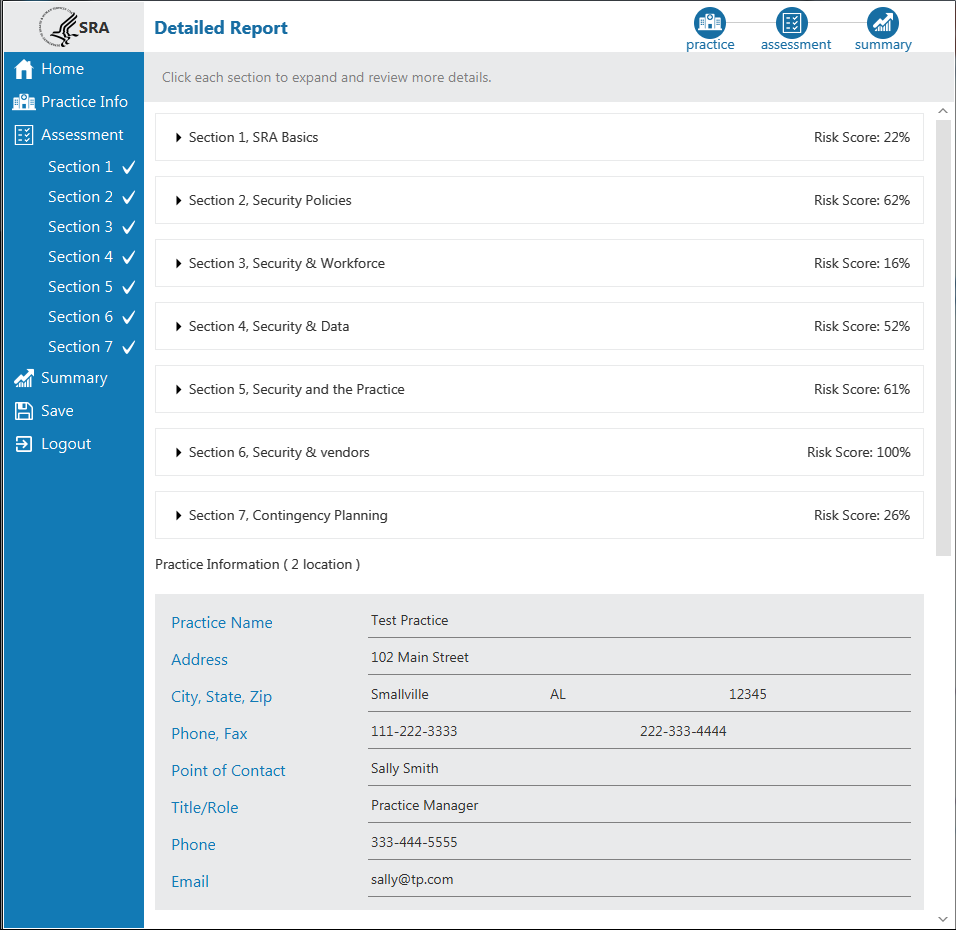 SRA
Detailed Report
practice
assessment
summary
Home
Practice Info
Assessment
Section 1
Section 2
Section 3
Section 4
Section 5
Section 6
Section 7
Summary
Save
Logout
Click each section to expand and review more details.
Section 1, SRA Basics Risk Score: 22%
Section 2, Security Policies Risk Score: 62%
Section 3, Security & Workforce Risk Score: 16%
Section 4, Security & Data Risk Score: 52%
Section 5, Security and the Practice Risk Score: 61%
Section 6, Security & vendors Risk Score: 100%
Section 7, Contingency Planning Risk Score: 26%
Practice Information ( 2 location )
Practice Name Test Practice
Address 102 Main Street
City, State, Zip Smallville AL 12345
Phone, Fax 111-222-3333 222-333-4444
Point of Contact Sally Smith
Title/Role Practice Manager
Phone 333-444-5555
Email sally@tp.com